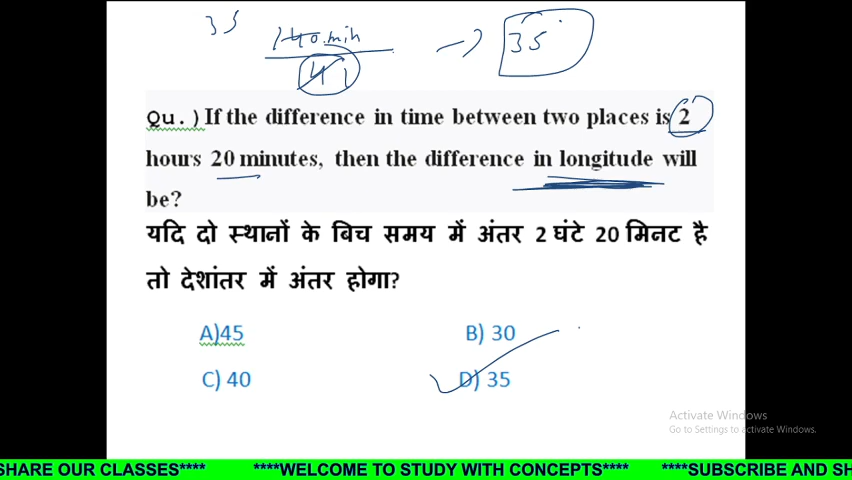 35
140 min → 35
4
Qu.) If the difference in time between two places is 2
hours 20 minutes, then the difference in longitude will
be?
यदि दो स्थानों के बिच समय में अंतर 2 घंटे 20 मिनट है
तो देशांतर में अंतर होगा?
A)45 B) 30
C) 40 D) 35
Activate Windows
Go to Settings to activate Windows.
SHARE OUR CLASSES**** ****WELCOME TO STUDY WITH CONCEPTS**** ****SUBSCRIBE AND SH